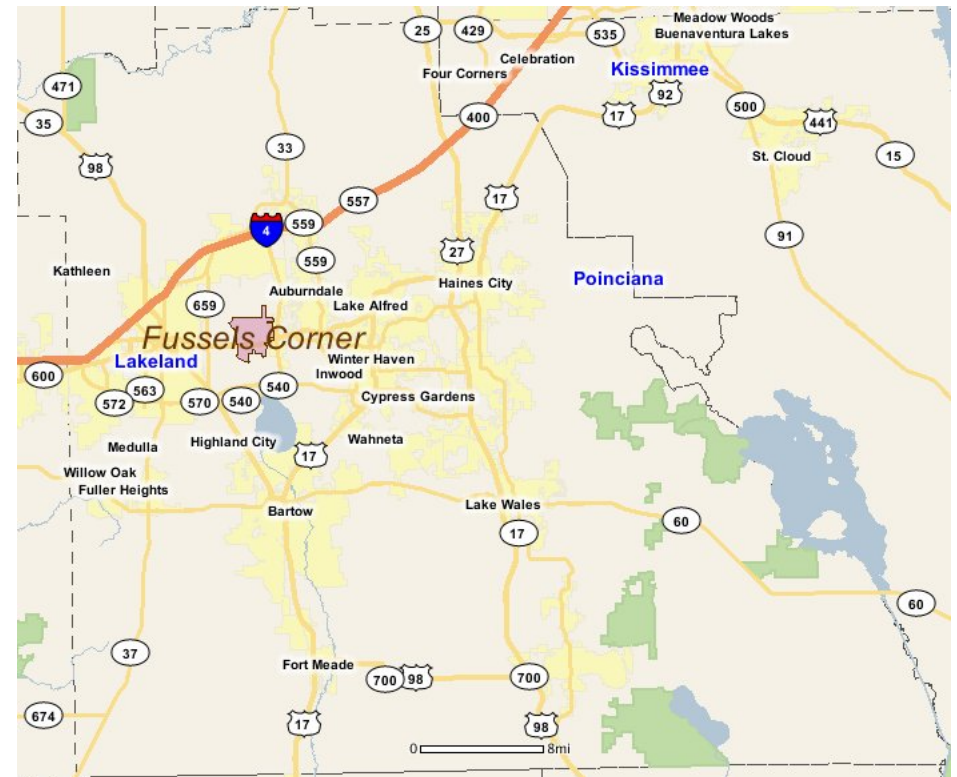 Meadow Woods
25
429
535
Buenaventura Lakes
Celebration
Four Corners
Kissimmee
471
92
500
17
441
35
400
33
St. Cloud
15
98
557
17
559
4
91
27
559
Kathleen
Poinciana
Haines City
Auburndale
659
Lake Alfred
Fussels Corner
Lakeland
Winter Haven
600
Inwood
563
540
572
570
540
Cypress Gardens
Highland City
Wahneta
Medulla
17
Willow Oak
Fuller Heights
Lake Wales
Bartow
60
17
60
37
Fort Meade
700
98
700
674
17
98
0
8mi